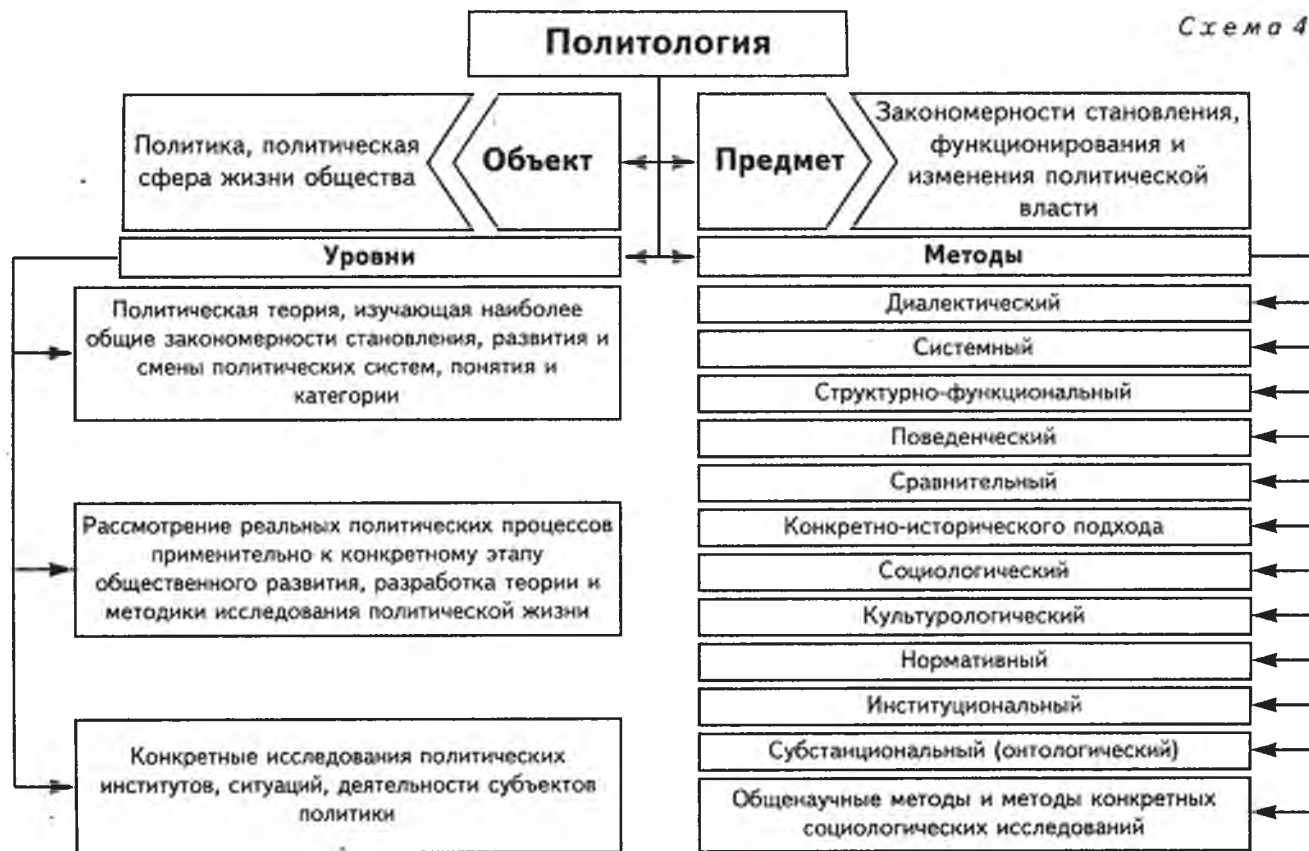 Схема 4
Политология
Политика, политическая
сфера жизни общества
Объект
Предмет
Закономерности становления,
функционирования и
изменения политической
власти
Уровни
Методы
Политическая теория, изучающая наиболее
общие закономерности становления, развития и
смены политических систем, понятия и
категории
Рассмотрение реальных политических процессов
применительно к конкретному этапу
общественного развития, разработка теории и
методики исследования политической жизни
Конкретные исследования политических
институтов, ситуаций, деятельности субъектов
политики
Диалектический
Системный
Структурно-функциональный
Поведенческий
Сравнительный
Конкретно-исторического подхода
Социологический
Культурологический
Нормативный
Институциональный
Субстанциональный (онтологический)
Общенаучные методы и методы конкретных
социологических исследований